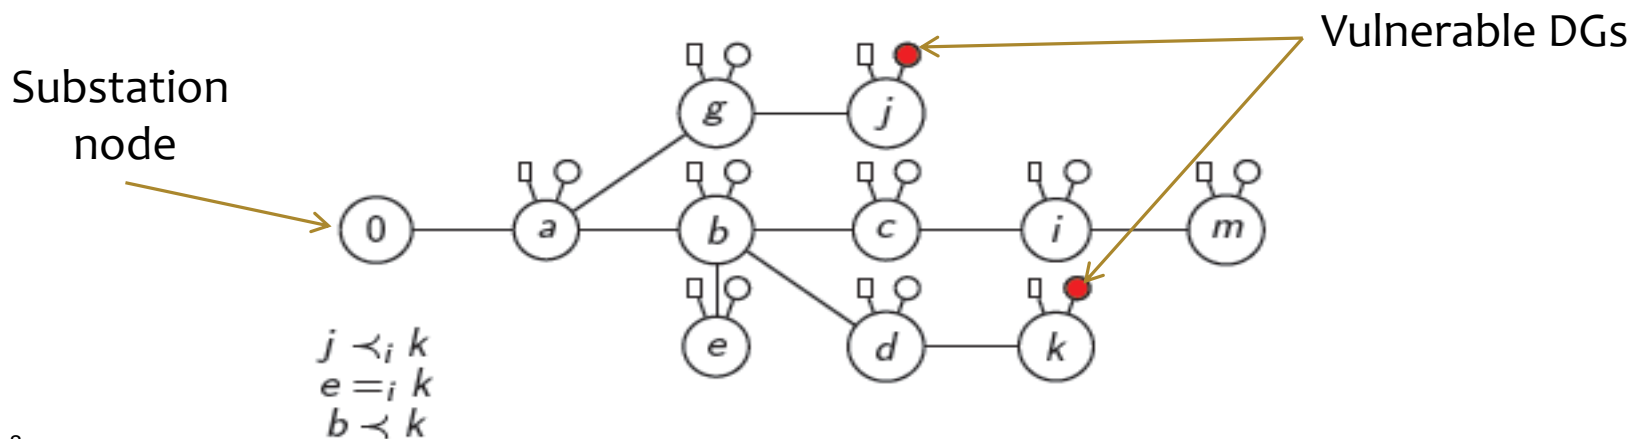 Vulnerable DGs
Substation
node
g j
0 a b c i m
e d k
j ≺ᵢ k
e =ᵢ k
b ≺ k